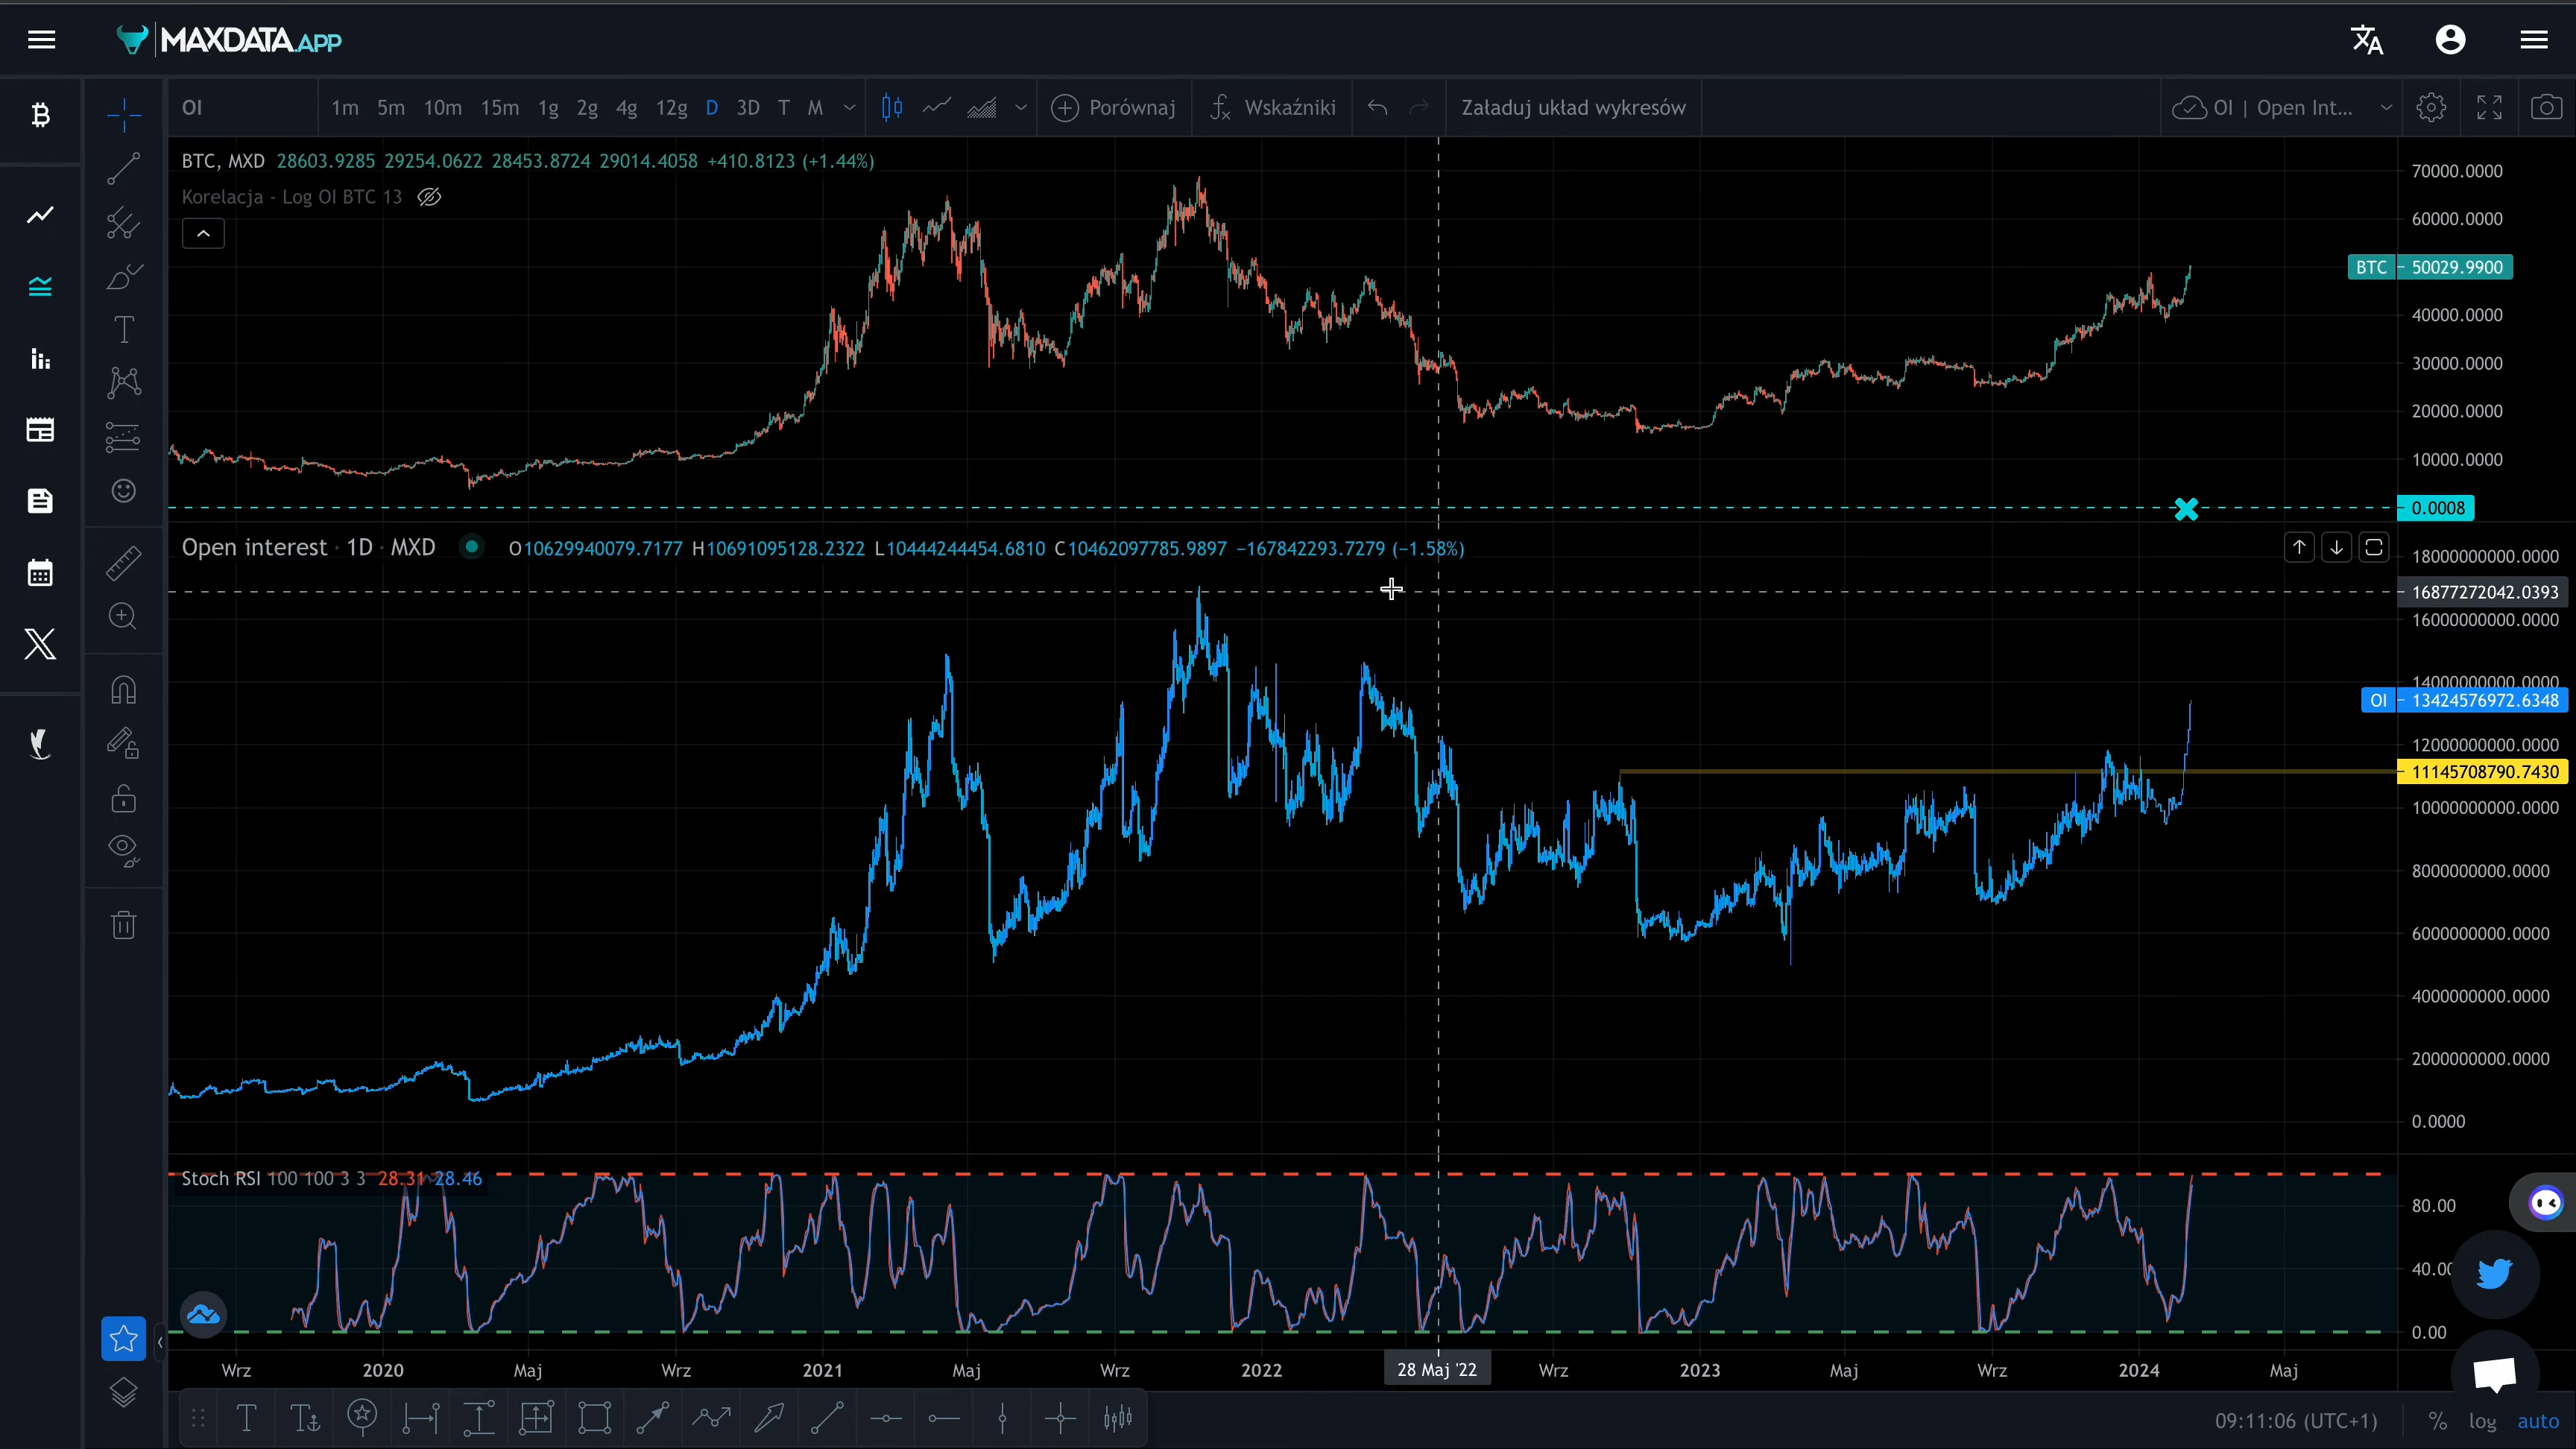 MAXDATA.APP
OI 1m 5m 10m 15m 1g 2g 4g 12g D 3D T M Porównaj Wskaźniki Załaduj układ wykresów OI | Open Int...
BTC, MXD 28603.9285 29254.0622 28453.8724 29014.4058 +410.8123 (+1.44%)
Korelacja - Log OI BTC 13
70000.0000
60000.0000
BTC 50029.9900
40000.0000
30000.0000
20000.0000
10000.0000
0.0008
Open interest · 1D · MXD O10629940079.7177 H10691095128.2322 L10444244454.6810 C10462097785.9897 −167842293.7279 (−1.58%)
18000000000.0000
16877272042.0393
16000000000.0000
14000000000.0000
OI 13424576972.6348
12000000000.0000
11145708790.7430
10000000000.0000
8000000000.0000
6000000000.0000
4000000000.0000
2000000000.0000
0.0000
Stoch RSI 100 100 3 3 28.31 28.46
80.00
40.00
0.00
Wrz 2020 Maj Wrz 2021 Maj Wrz 2022 28 Maj '22 Wrz 2023 Maj Wrz 2024 Maj
09:11:06 (UTC+1) % log auto